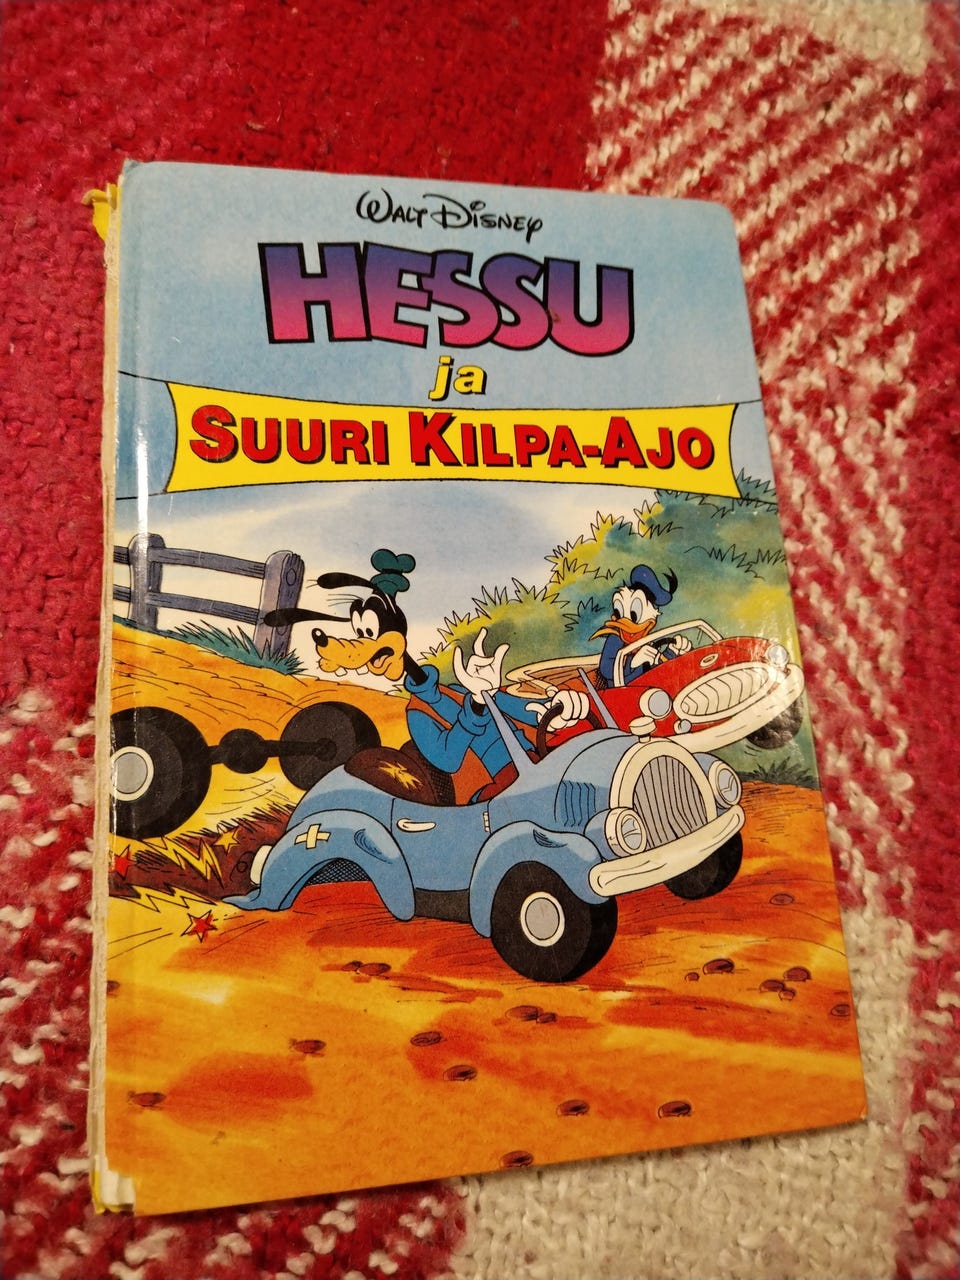 WALT DISNEY
HESSU
ja
SUURI KILPA-AJO